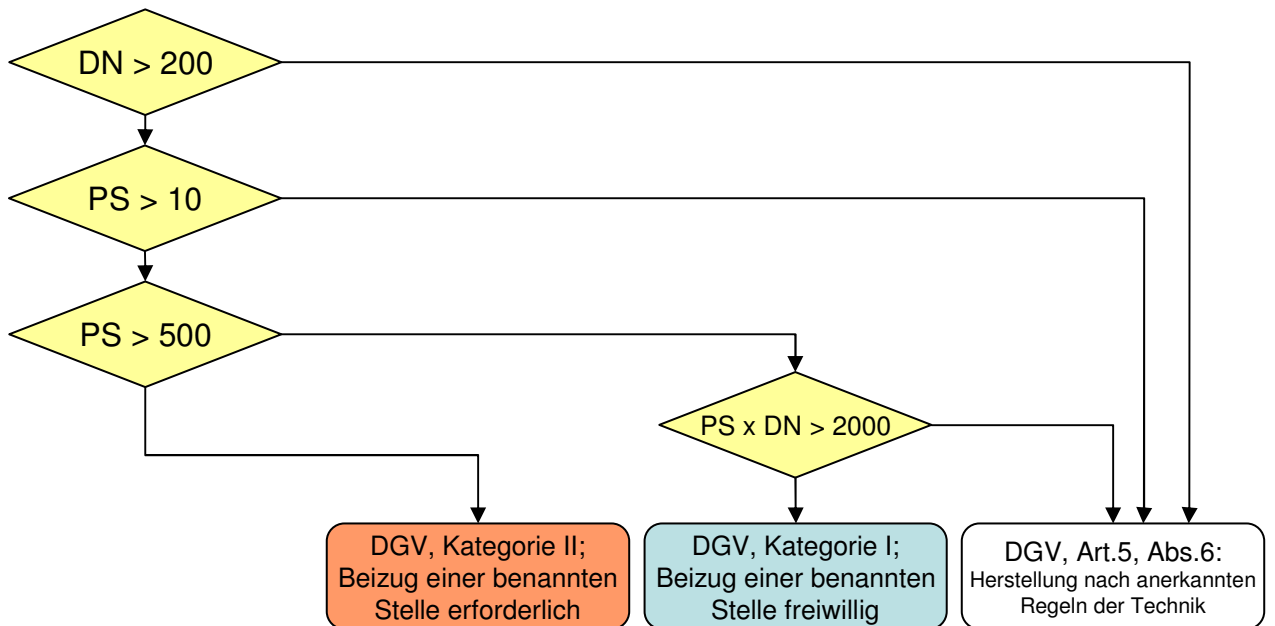 DN > 200
PS > 10
PS > 500
PS x DN > 2000
DGV, Kategorie II;
Beizug einer benannten
Stelle erforderlich
DGV, Kategorie I;
Beizug einer benannten
Stelle freiwillig
DGV, Art.5, Abs.6:
Herstellung nach anerkannten
Regeln der Technik